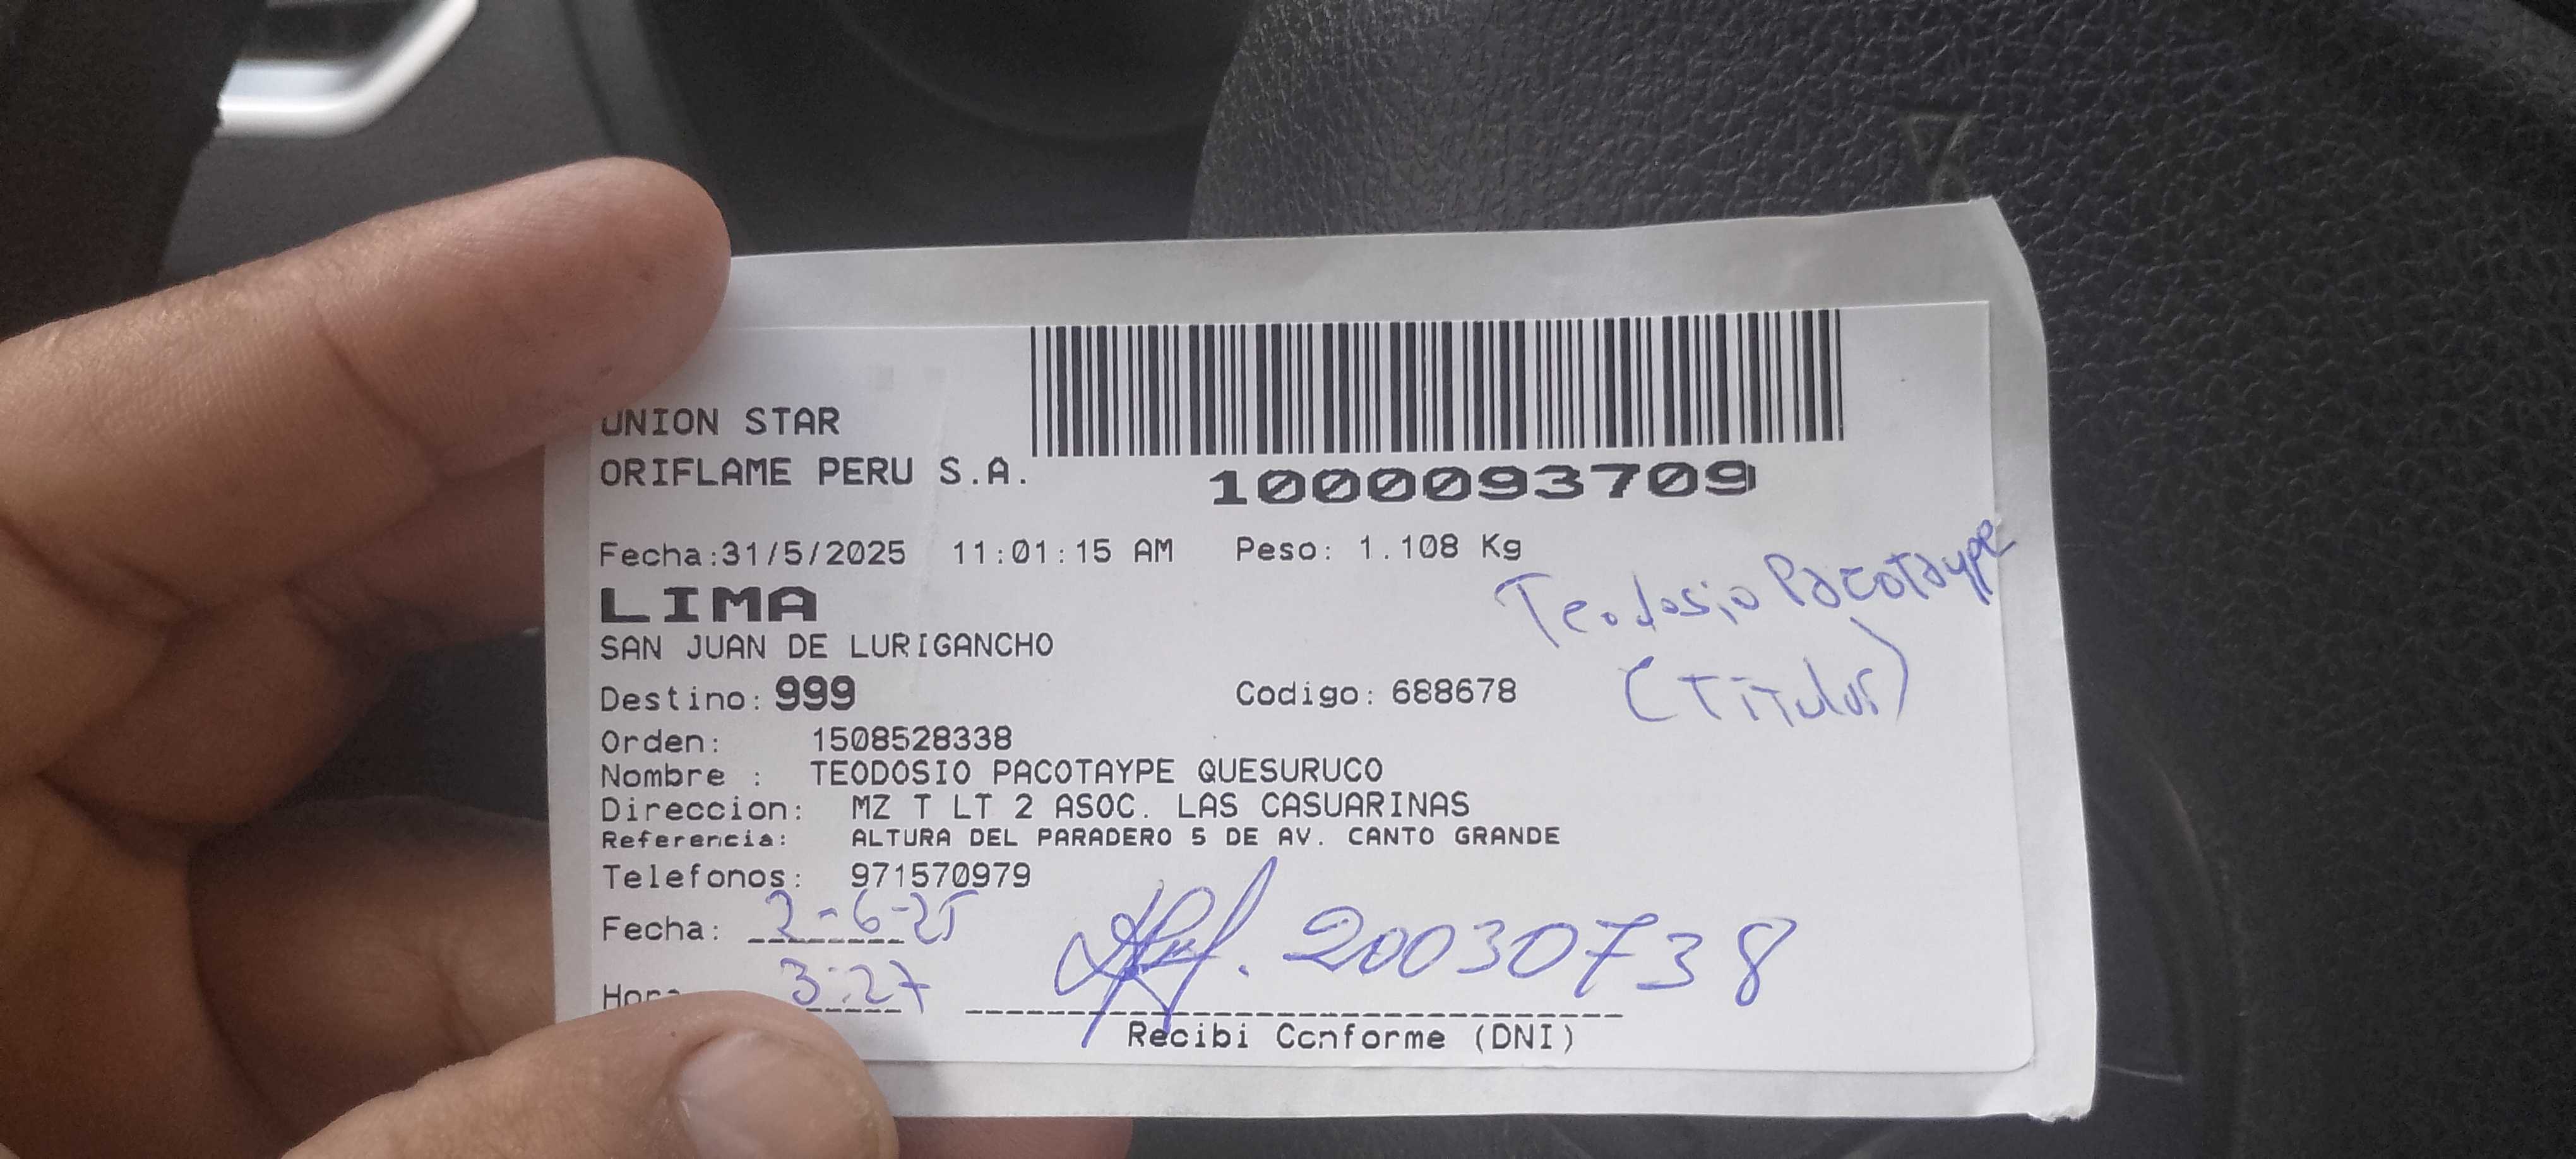 UNION STAR
ORIFLAME PERU S.A.
1000093709
Fecha:31/5/2025 11:01:15 AM Peso: 1.108 Kg
LIMA
SAN JUAN DE LURIGANCHO
Teodosio Pacotaype
(Titular)
Destino: 999 Codigo: 688678
Orden: 1508528338
Nombre : TEODOSIO PACOTAYPE QUESURUCO
Direccion: MZ T LT 2 ASOC. LAS CASUARINAS
Referencia: ALTURA DEL PARADERO 5 DE AV. CANTO GRANDE
Telefonos: 971570979
Fecha: 2-6-25
Hora 3:27 20030738
Recibi Conforme (DNI)